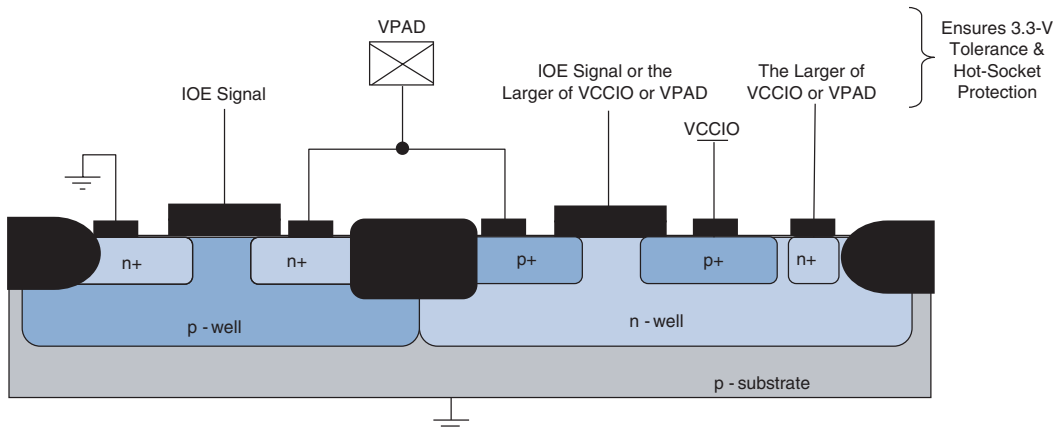 VPAD
IOE Signal
IOE Signal or the
Larger of VCCIO or VPAD
The Larger of
VCCIO or VPAD
Ensures 3.3-V
Tolerance &
Hot-Socket
Protection
VCCIO
n+
n+
p+
p+
n+
p - well
n - well
p - substrate